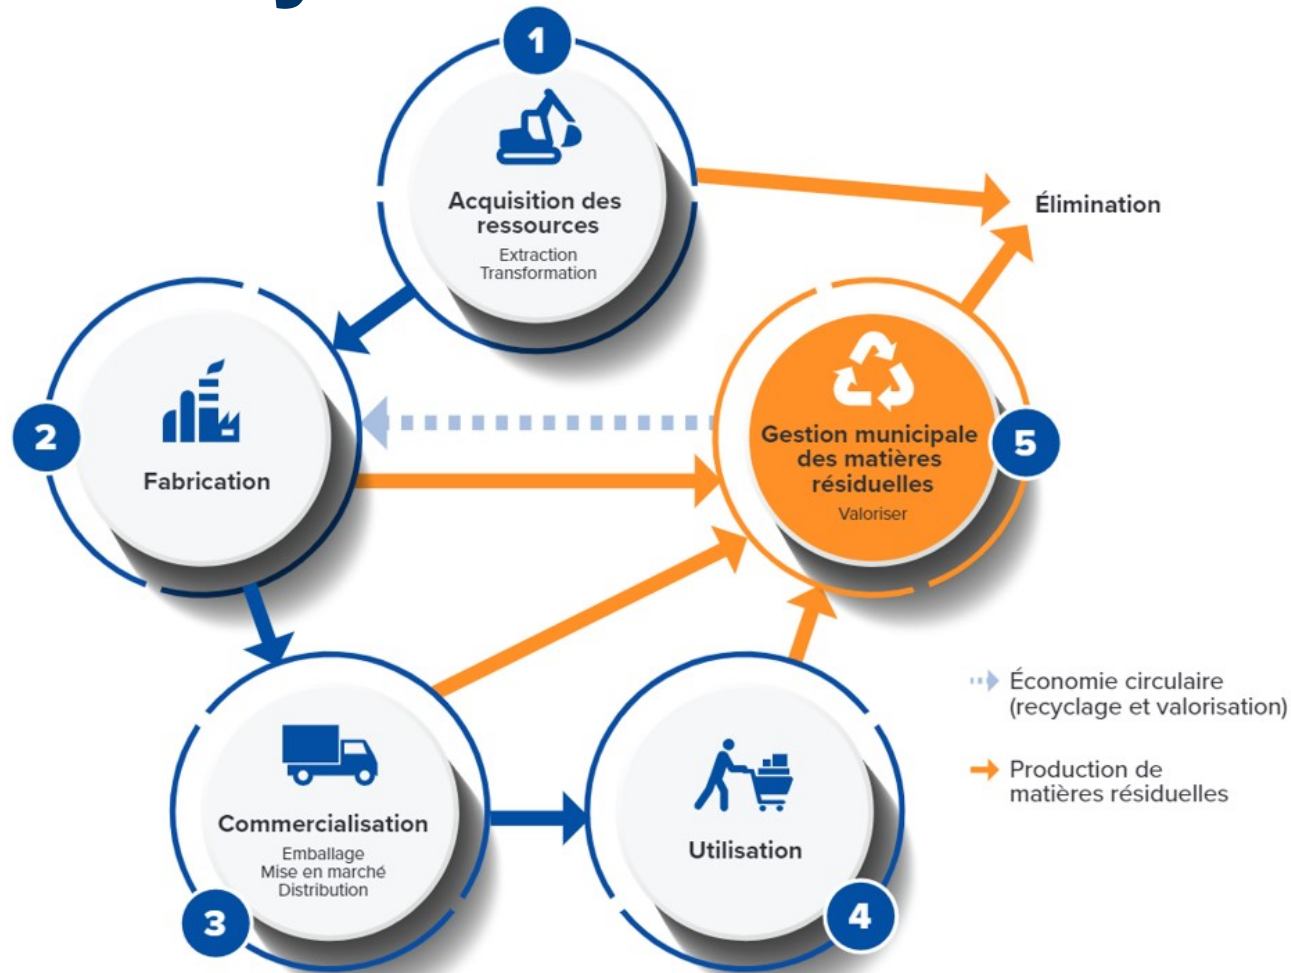 1
Acquisition des
ressources
Extraction
Transformation
Élimination
2
Fabrication
Gestion municipale
des matières
résiduelles
Valoriser
5
Économie circulaire
(recyclage et valorisation)
Production de
matières résiduelles
Commercialisation
Emballage
Mise en marché
Distribution
3
Utilisation
4